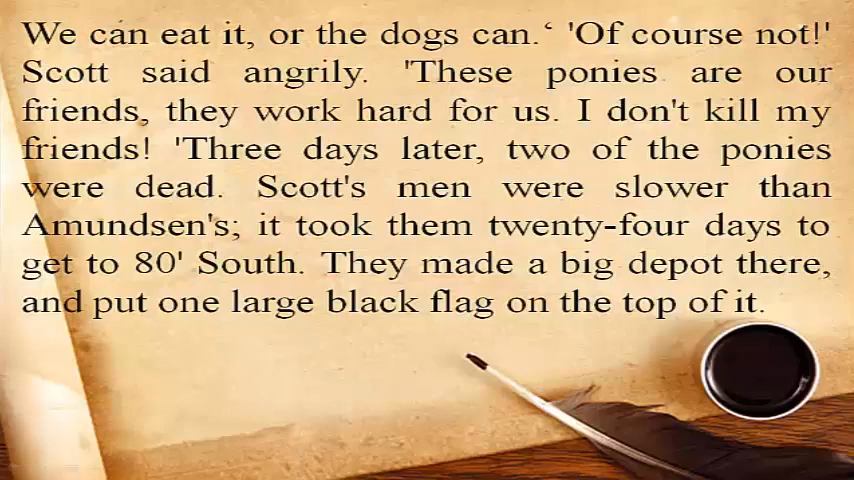 We can eat it, or the dogs can.‘ 'Of course not!'
Scott said angrily. 'These ponies are our
friends, they work hard for us. I don't kill my
friends! 'Three days later, two of the ponies
were dead. Scott's men were slower than
Amundsen's; it took them twenty-four days to
get to 80' South. They made a big depot there,
and put one large black flag on the top of it.